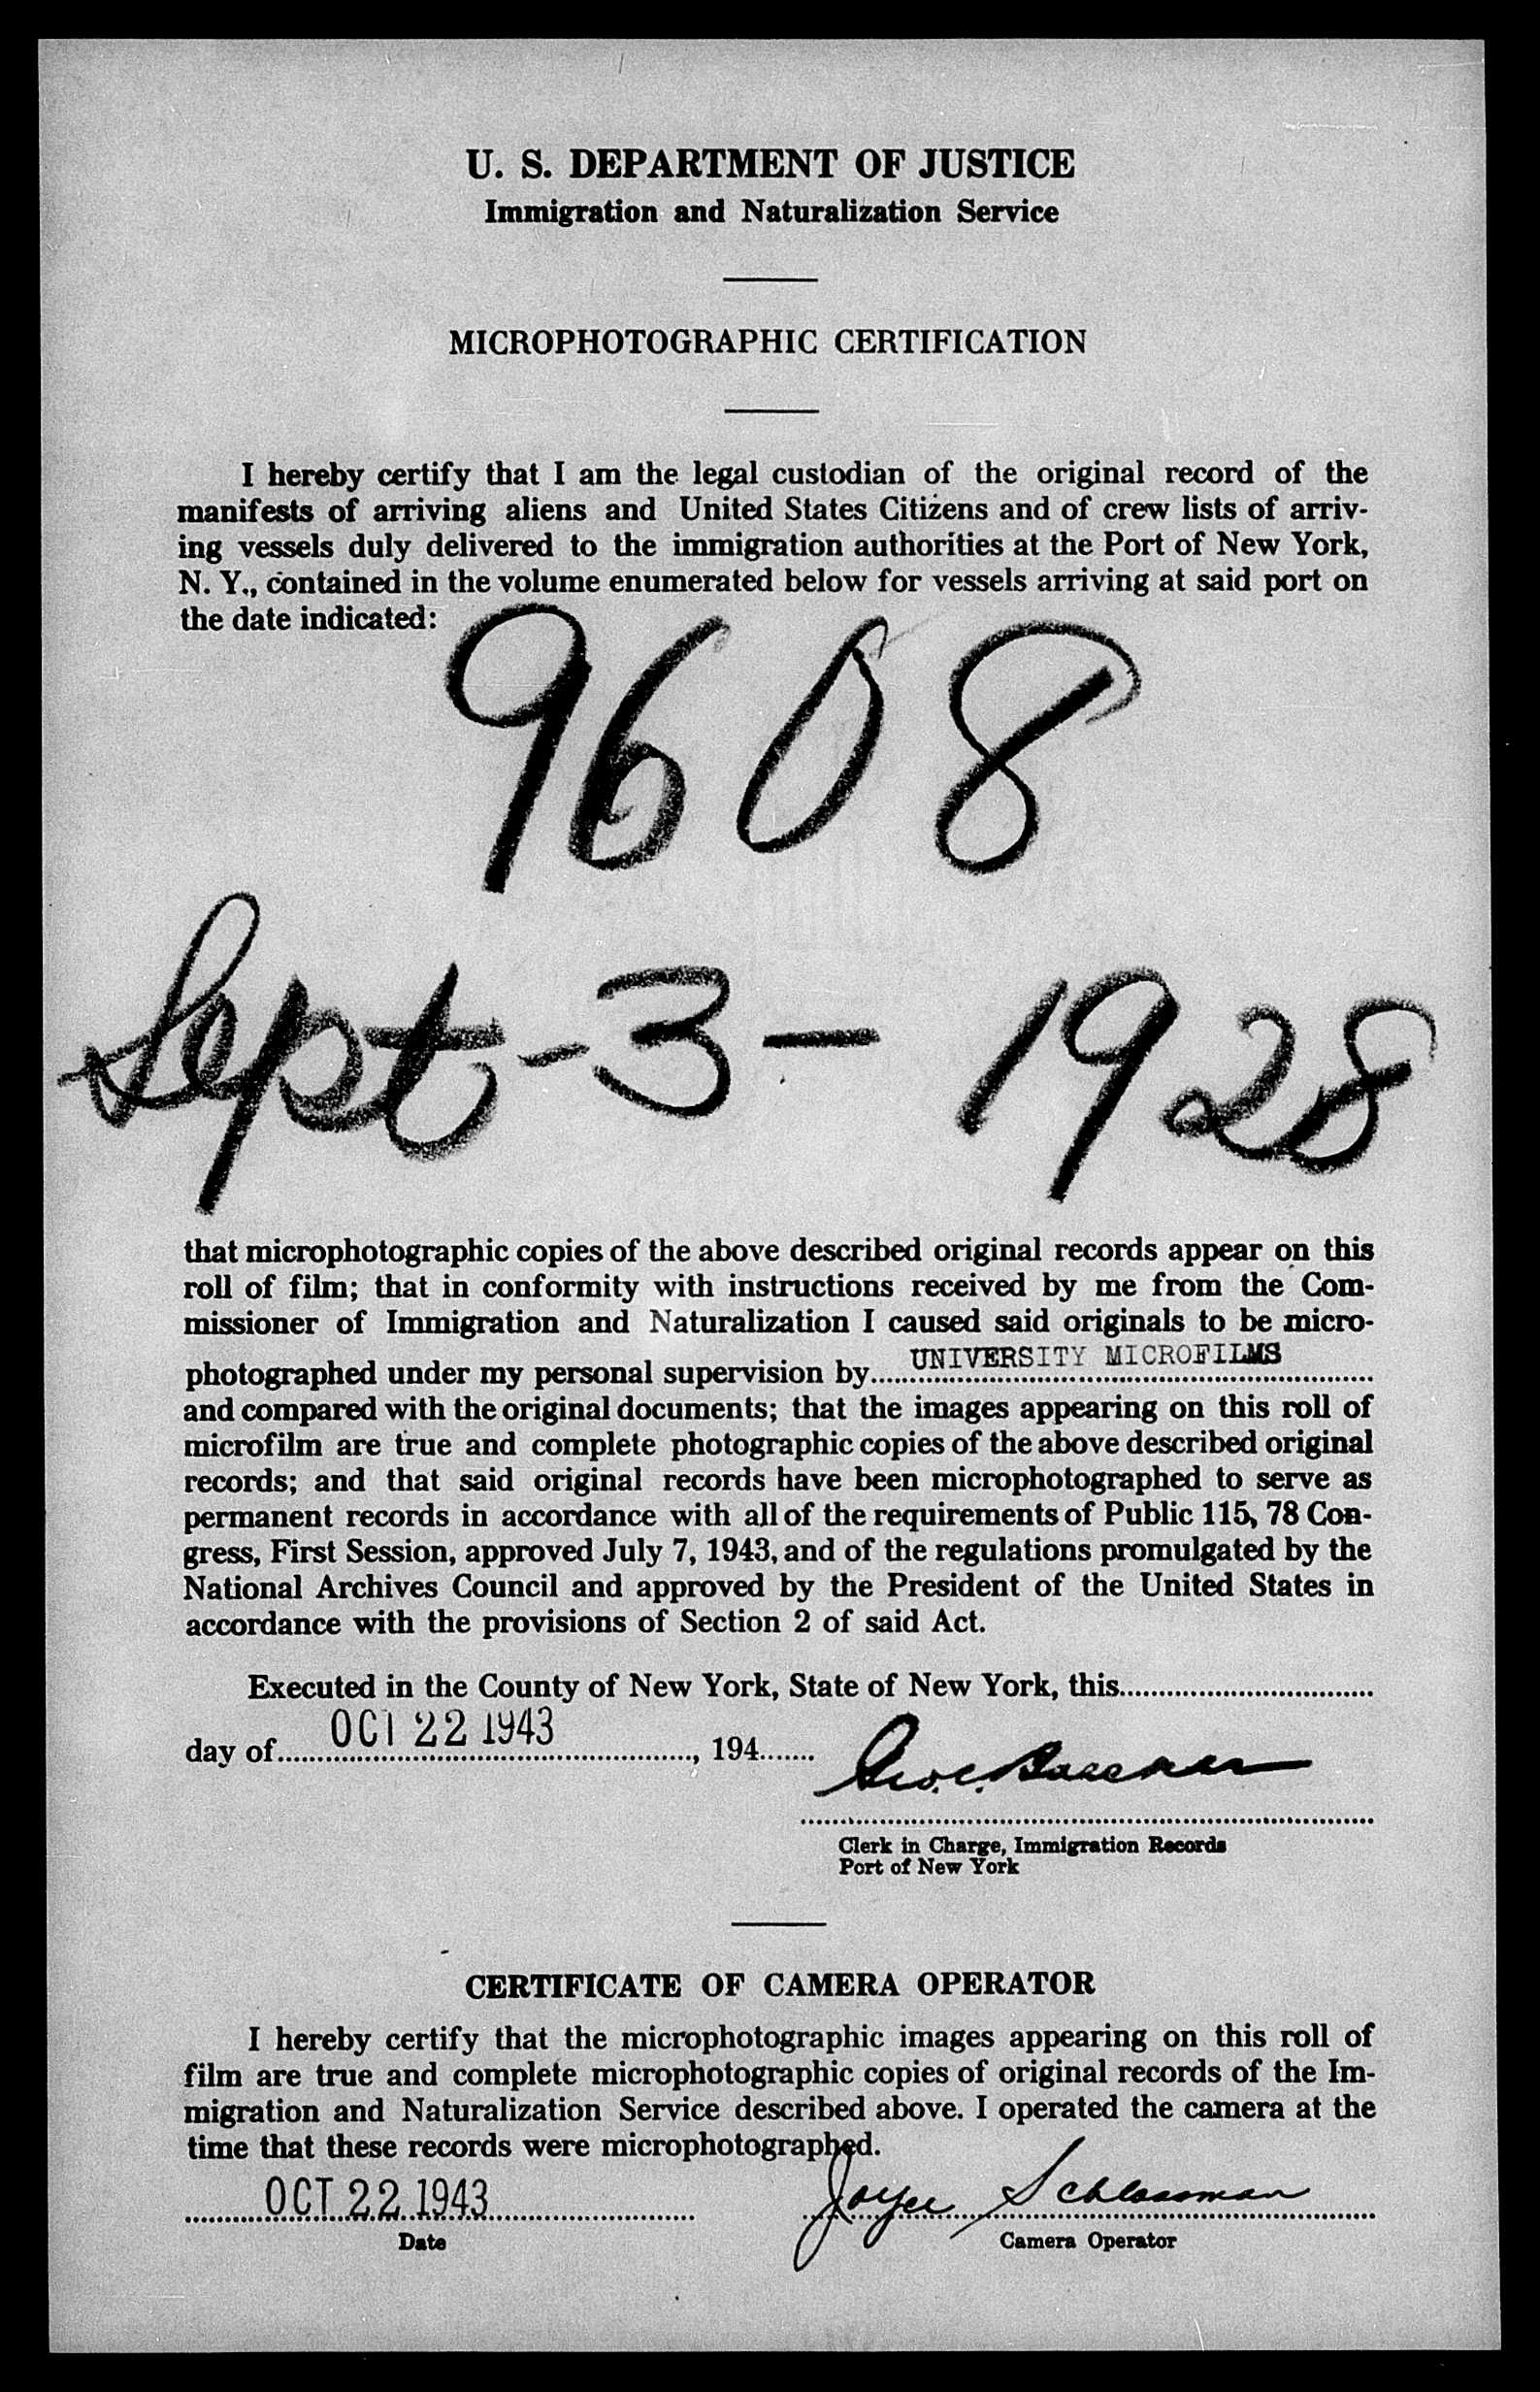 U. S. DEPARTMENT OF JUSTICE
Immigration and Naturalization Service
MICROPHOTOGRAPHIC CERTIFICATION
I hereby certify that I am the legal custodian of the original record of the
manifests of arriving aliens and United States Citizens and of crew lists of arriv-
ing vessels duly delivered to the immigration authorities at the Port of New York,
N. Y., contained in the volume enumerated below for vessels arriving at said port on
the date indicated:
9608
Sept-3-1928
that microphotographic copies of the above described original records appear on this
roll of film; that in conformity with instructions received by me from the Com-
missioner of Immigration and Naturalization I caused said originals to be micro-
photographed under my personal supervision by UNIVERSITY MICROFILMS
and compared with the original documents; that the images appearing on this roll of
microfilm are true and complete photographic copies of the above described original
records; and that said original records have been microphotographed to serve as
permanent records in accordance with all of the requirements of Public 115, 78 Con-
gress, First Session, approved July 7, 1943, and of the regulations promulgated by the
National Archives Council and approved by the President of the United States in
accordance with the provisions of Section 2 of said Act.
Executed in the County of New York, State of New York, this
day of OCT 22 1943, 194
Geo. C.
Clerk in Charge, Immigration Records
Port of New York
CERTIFICATE OF CAMERA OPERATOR
I hereby certify that the microphotographic images appearing on this roll of
film are true and complete microphotographic copies of original records of the Im-
migration and Naturalization Service described above. I operated the camera at the
time that these records were microphotographed.
OCT 22 1943 Joyce Schlossman
Date Camera Operator